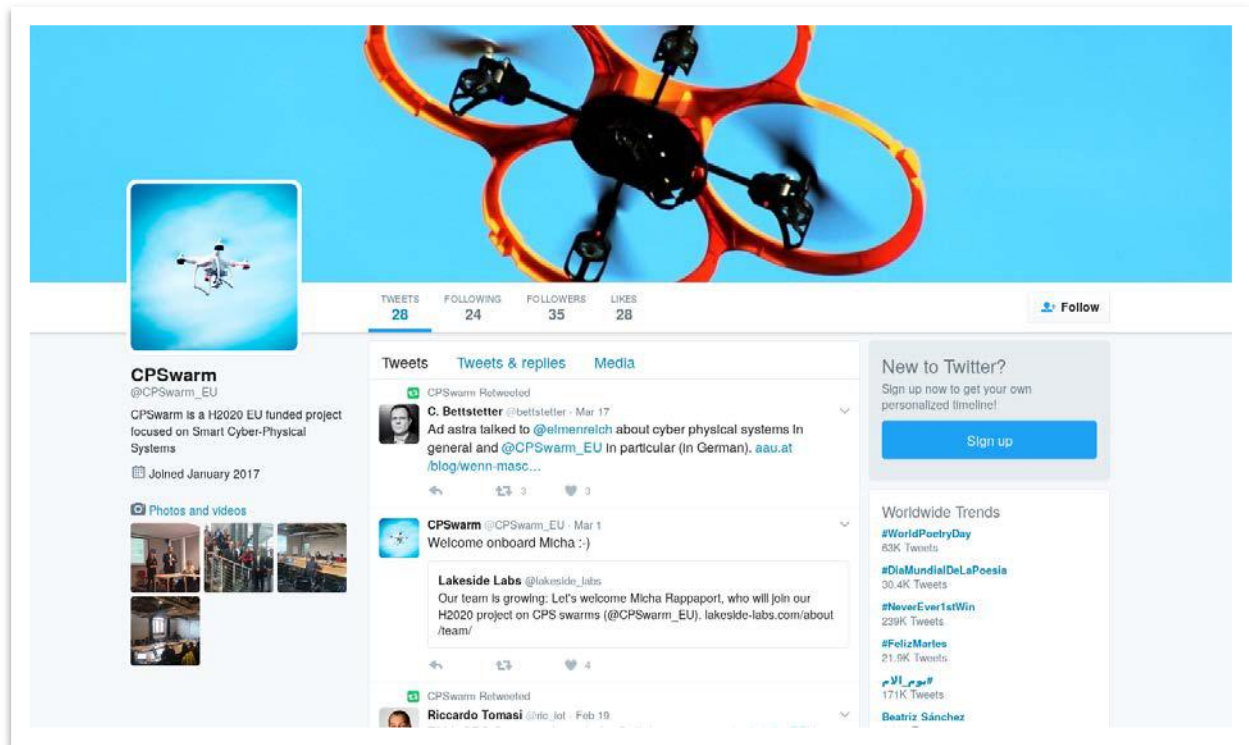 TWEETS FOLLOWING FOLLOWERS LIKES
28 24 35 28
Follow
CPSwarm
@CPSwarm_EU
CPSwarm is a H2020 EU funded project
focused on Smart Cyber-Physical
Systems
Joined January 2017
Photos and videos
Tweets Tweets & replies Media
CPSwarm Retweeted
C. Bettstetter @bettstetter · Mar 17
Ad astra talked to @elmenreich about cyber physical systems in
general and @CPSwarm_EU in particular (in German). aau.at
/blog/wenn-masc...
3 3
CPSwarm @CPSwarm_EU · Mar 1
Welcome onboard Micha :-)
Lakeside Labs @lakeside_labs
Our team is growing: Let's welcome Micha Rappaport, who will join our
H2020 project on CPS swarms (@CPSwarm_EU). lakeside-labs.com/about
/team/
4
CPSwarm Retweeted
Riccardo Tomasi @ric_iot · Feb 19
New to Twitter?
Sign up now to get your own
personalized timeline!
Sign up
Worldwide Trends
#WorldPoetryDay
63K Tweets
#DiaMundialDeLaPoesia
30.4K Tweets
#NeverEver1stWin
239K Tweets
#FelizMartes
21.9K Tweets
#يوم_الام
171K Tweets
Beatriz Sánchez